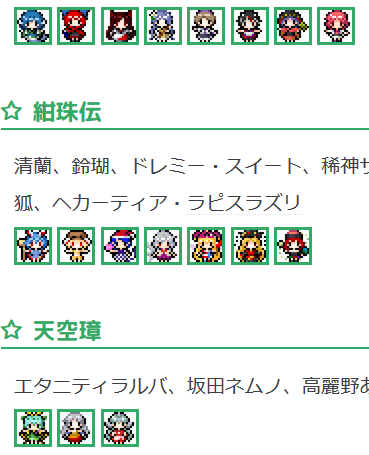 ☆ 紺珠伝
清蘭、鈴瑚、ドレミー・スイート、稀神サ
狐、ヘカーティア・ラピスラズリ
☆ 天空璋
エタニティラルバ、坂田ネムノ、高麗野あ